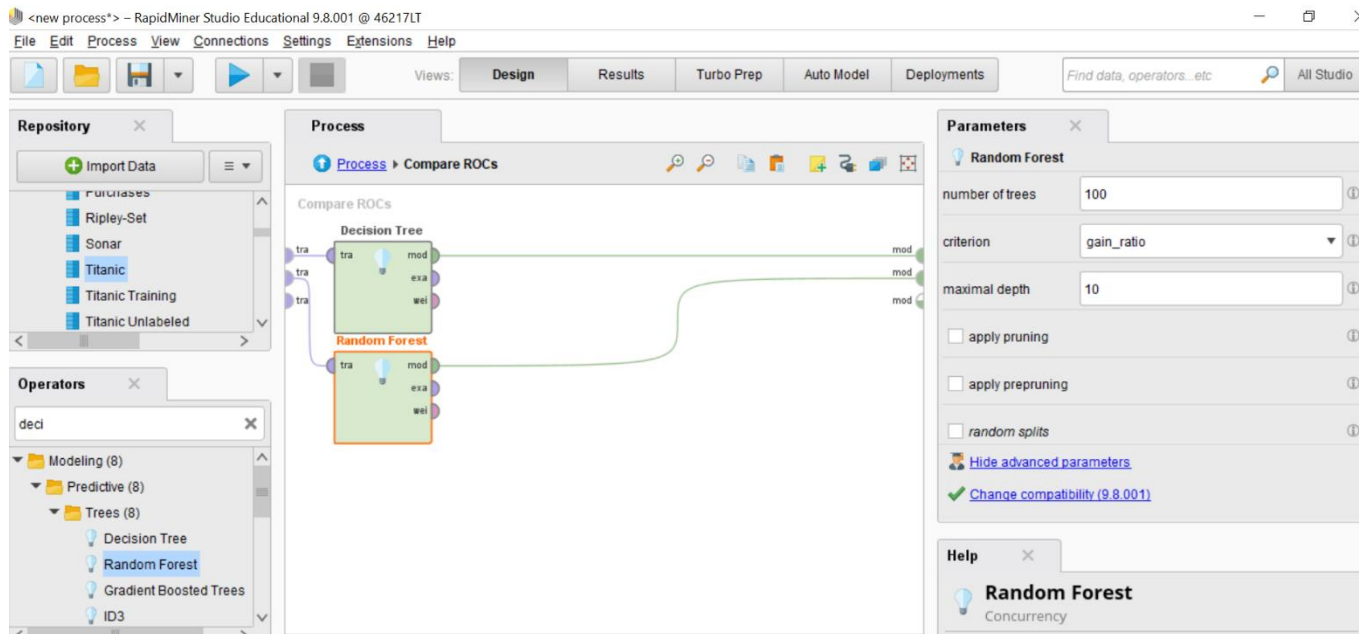 <new process*> – RapidMiner Studio Educational 9.8.001 @ 46217LT
File Edit Process View Connections Settings Extensions Help
Views: Design Results Turbo Prep Auto Model Deployments Find data, operators...etc All Studio
Repository
Import Data
Purchases
Ripley-Set
Sonar
Titanic
Titanic Training
Titanic Unlabeled
Operators
deci
Modeling (8)
Predictive (8)
Trees (8)
Decision Tree
Random Forest
Gradient Boosted Trees
ID3
Process
Process Compare ROCs
Compare ROCs
Decision Tree
tra tra mod mod
tra exa mod
tra wei mod
Random Forest
tra mod
exa
wei
Parameters
Random Forest
number of trees 100
criterion gain_ratio
maximal depth 10
apply pruning
apply prepruning
random splits
Hide advanced parameters
Change compatibility (9.8.001)
Help
Random Forest
Concurrency